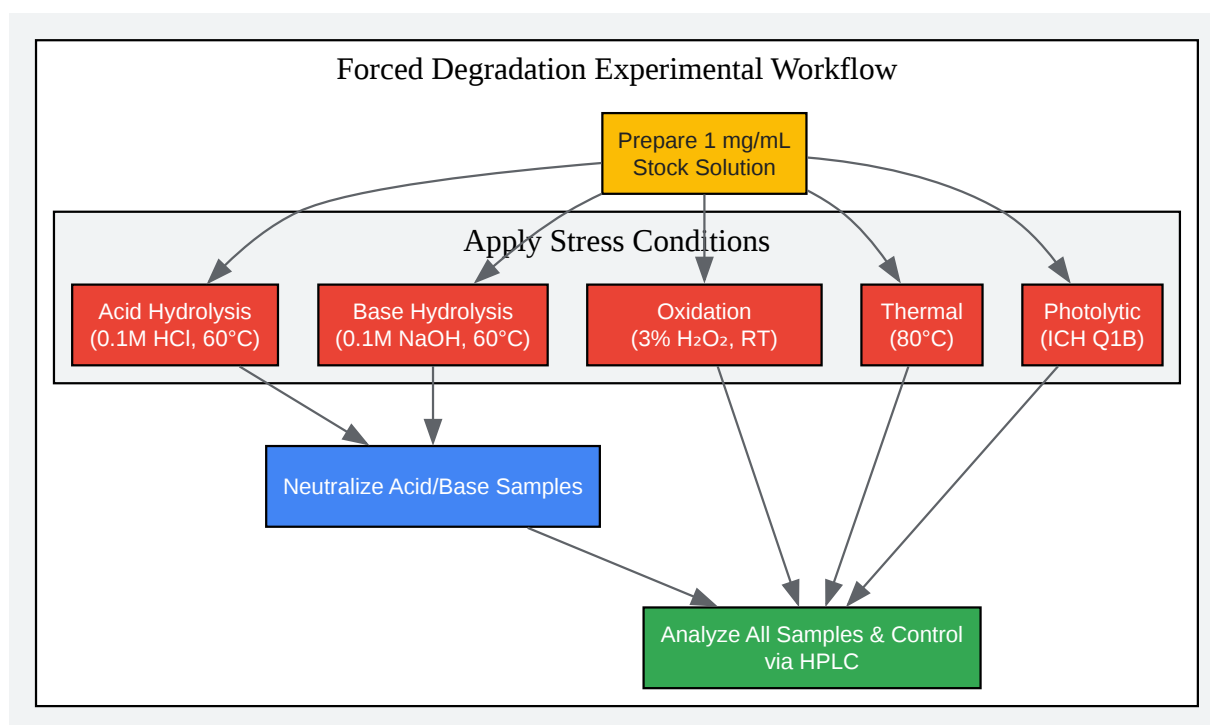 Forced Degradation Experimental Workflow
Prepare 1 mg/mL
Stock Solution
Apply Stress Conditions
Acid Hydrolysis
(0.1M HCl, 60°C)
Base Hydrolysis
(0.1M NaOH, 60°C)
Oxidation
(3% H₂O₂, RT)
Thermal
(80°C)
Photolytic
(ICH Q1B)
Neutralize Acid/Base Samples
Analyze All Samples & Control
via HPLC